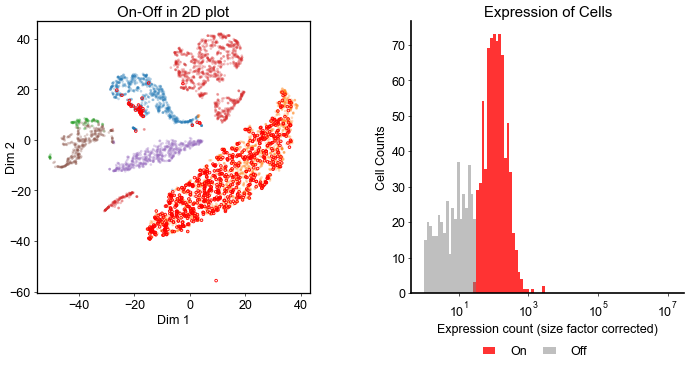 On-Off in 2D plot
40
20
0
−20
−40
−60
Dim 2
−40 −20 0 20 40
Dim 1
Expression of Cells
70
60
50
40
30
20
10
0
Cell Counts
10^1 10^3 10^5 10^7
Expression count (size factor corrected)
On Off